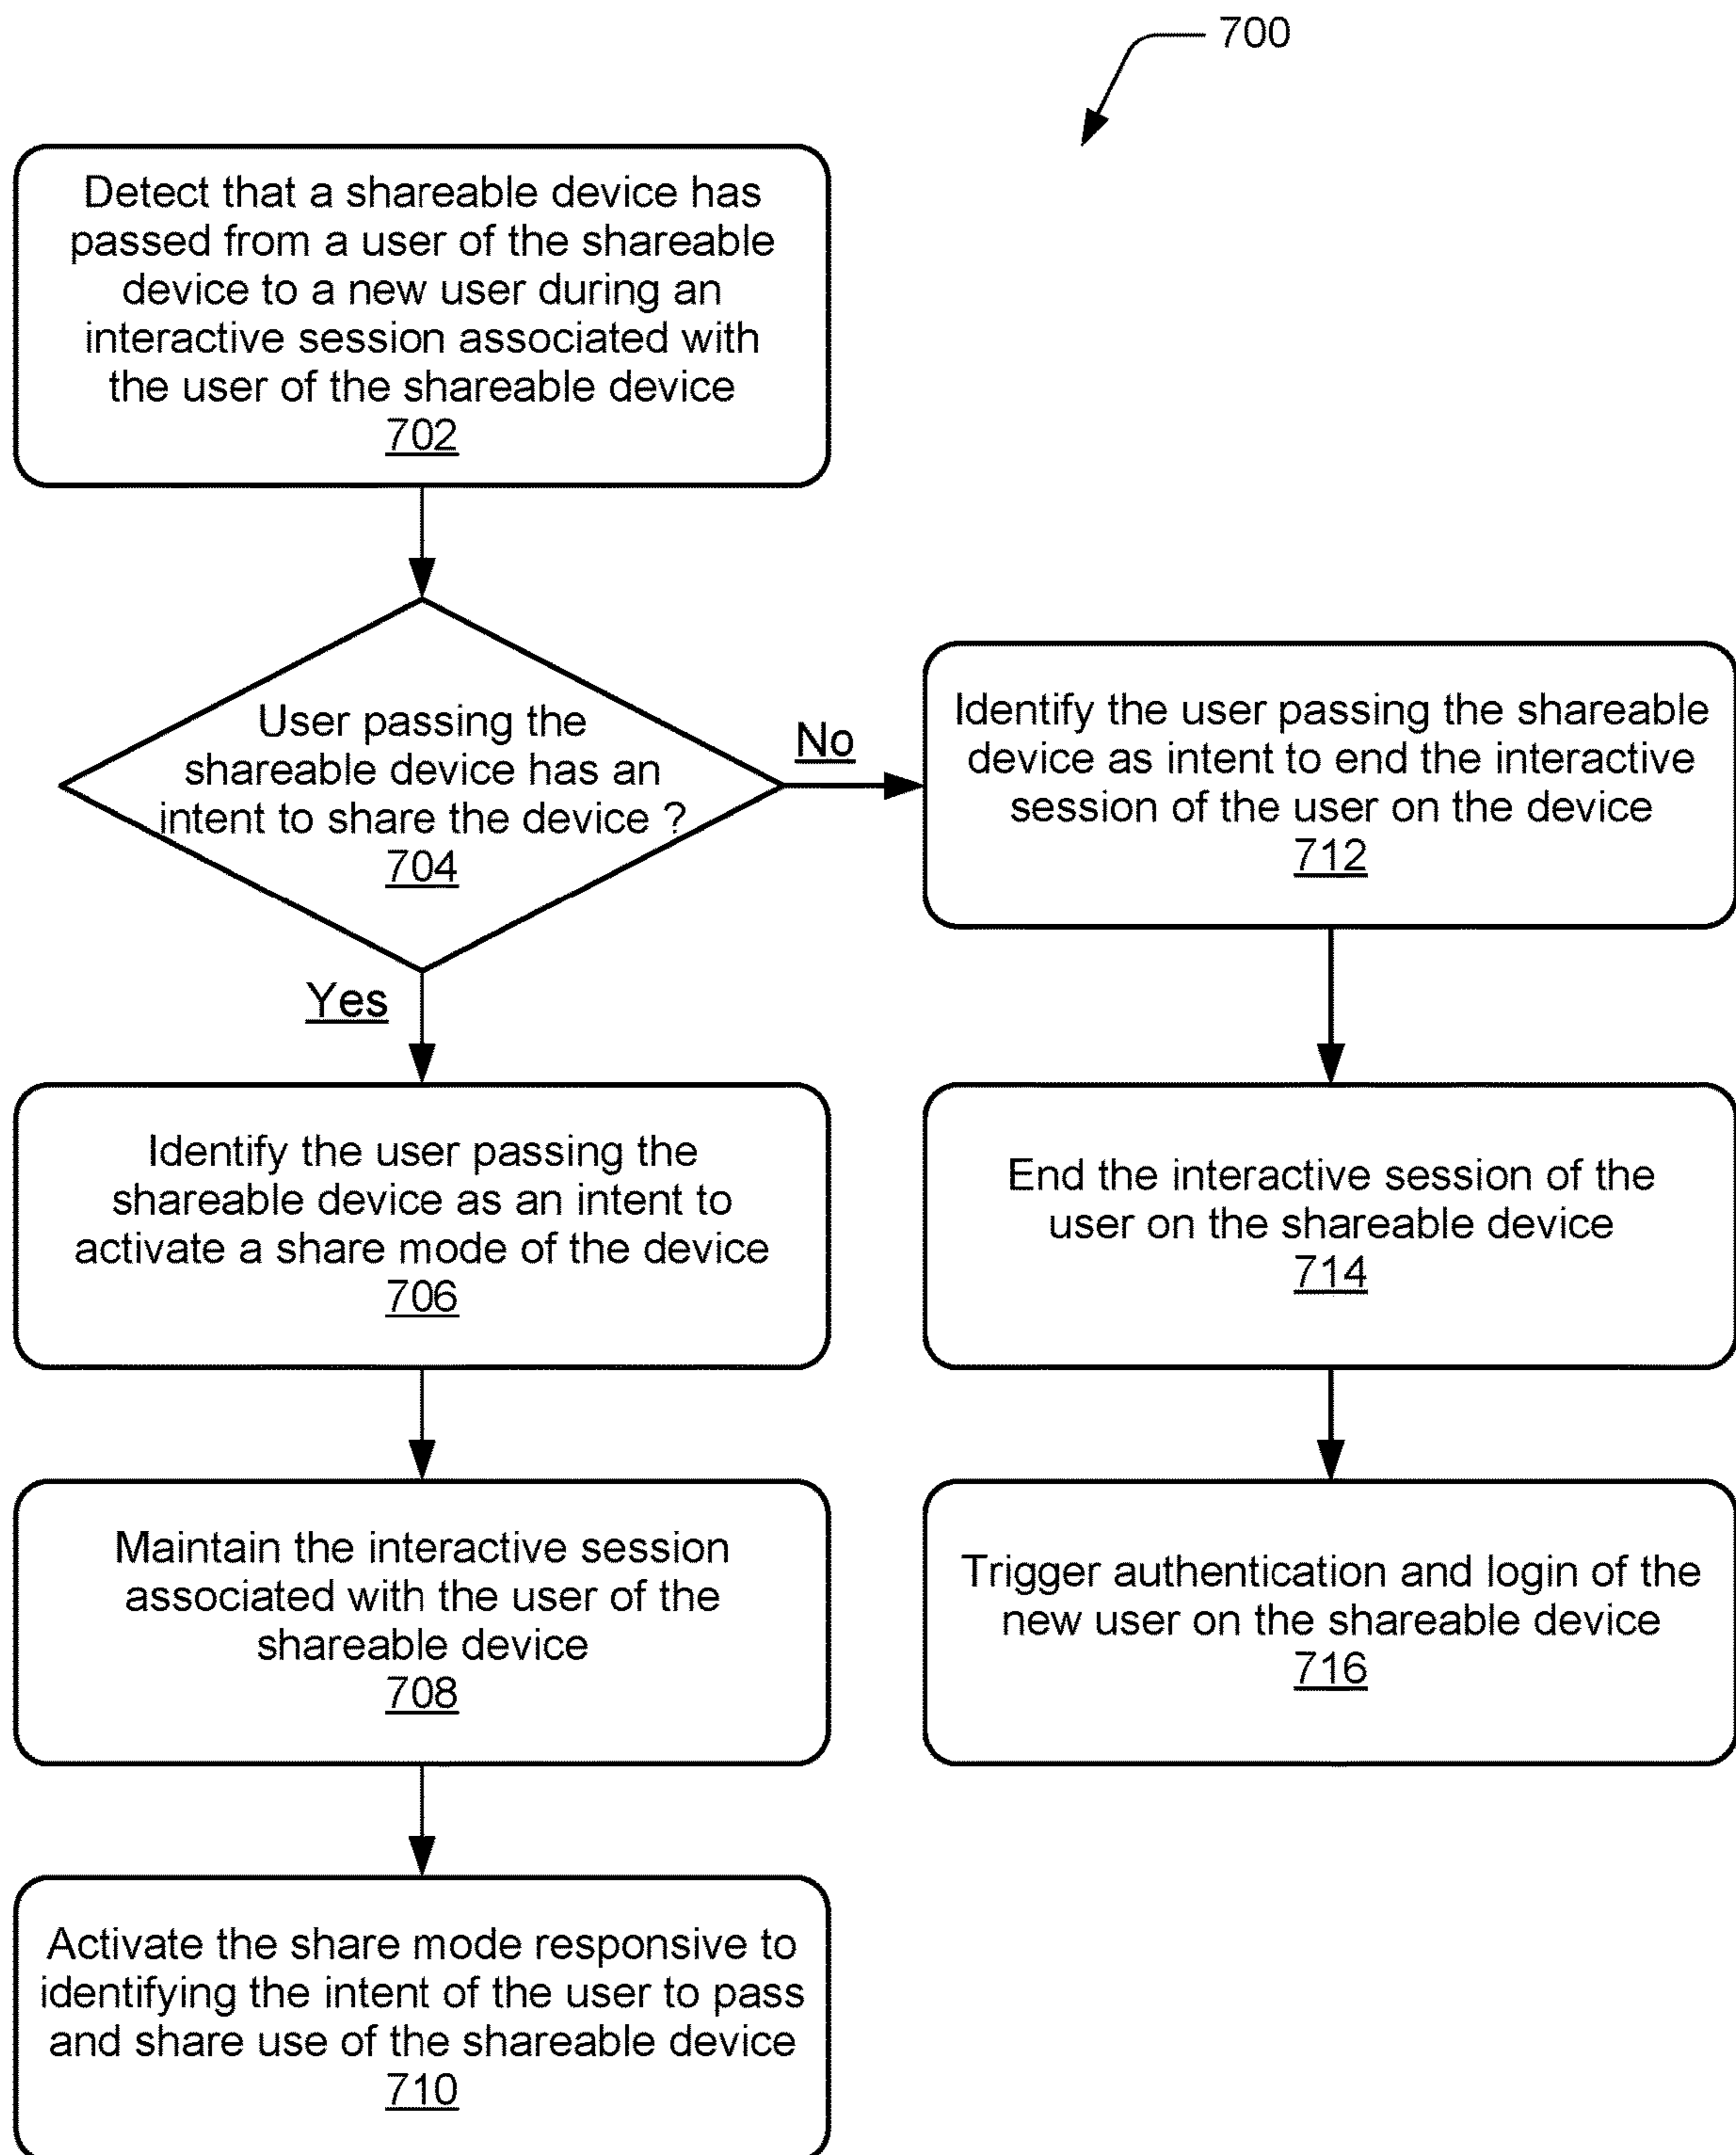 700
Detect that a shareable device has
passed from a user of the shareable
device to a new user during an
interactive session associated with
the user of the shareable device
702
User passing the
shareable device has an
intent to share the device ?
704
No
Yes
Identify the user passing the shareable
device as intent to end the interactive
session of the user on the device
712
Identify the user passing the
shareable device as an intent to
activate a share mode of the device
706
End the interactive session of the
user on the shareable device
714
Maintain the interactive session
associated with the user of the
shareable device
708
Trigger authentication and login of the
new user on the shareable device
716
Activate the share mode responsive to
identifying the intent of the user to pass
and share use of the shareable device
710